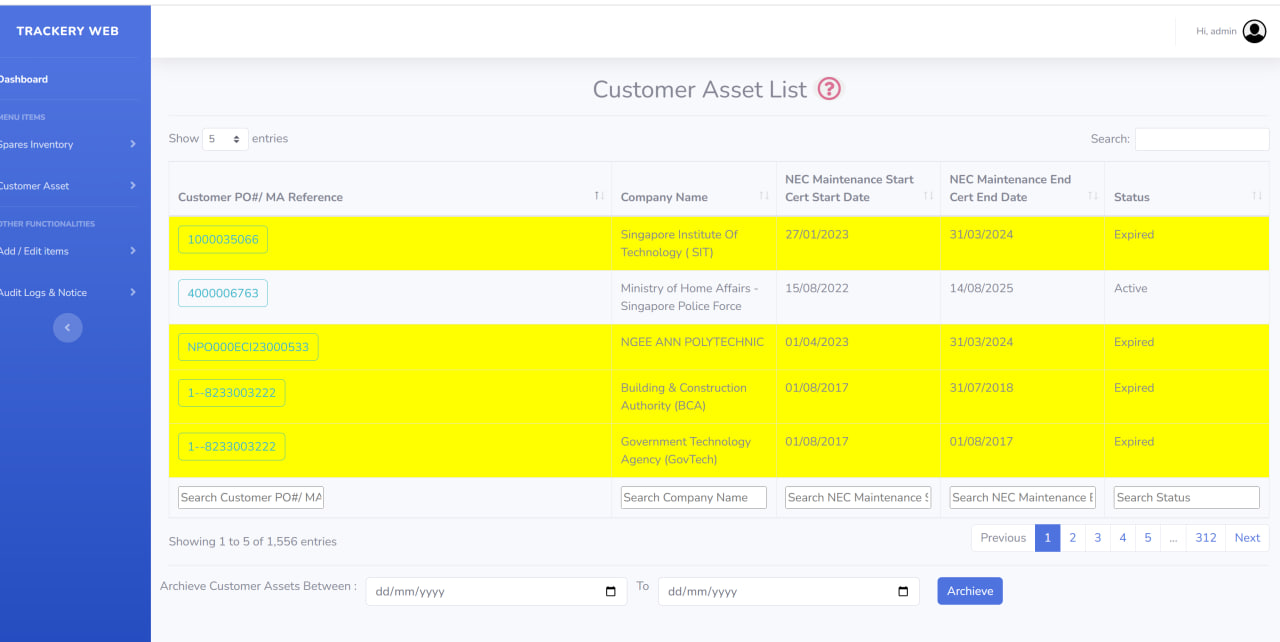 TRACKERY WEB
Hi, admin
Dashboard
Customer Asset List ?
MENU ITEMS
Show 5 entries
Search:
Spares Inventory
Customer Asset
Customer PO#/ MA Reference
Company Name
NEC Maintenance Start
Cert Start Date
NEC Maintenance End
Cert End Date
Status
OTHER FUNCTIONALITIES
Add / Edit items
Audit Logs & Notice
1000035066
Singapore Institute Of
Technology ( SIT)
27/01/2023
31/03/2024
Expired
4000006763
Ministry of Home Affairs -
Singapore Police Force
15/08/2022
14/08/2025
Active
NPO000ECI23000533
NGEE ANN POLYTECHNIC
01/04/2023
31/03/2024
Expired
1--8233003222
Building & Construction
Authority (BCA)
01/08/2017
31/07/2018
Expired
1--8233003222
Government Technology
Agency (GovTech)
01/08/2017
01/08/2017
Expired
Search Customer PO#/ MA
Search Company Name
Search NEC Maintenance S
Search NEC Maintenance E
Search Status
Showing 1 to 5 of 1,556 entries
Previous 1 2 3 4 5 ... 312 Next
Archieve Customer Assets Between : dd/mm/yyyy To dd/mm/yyyy Archieve